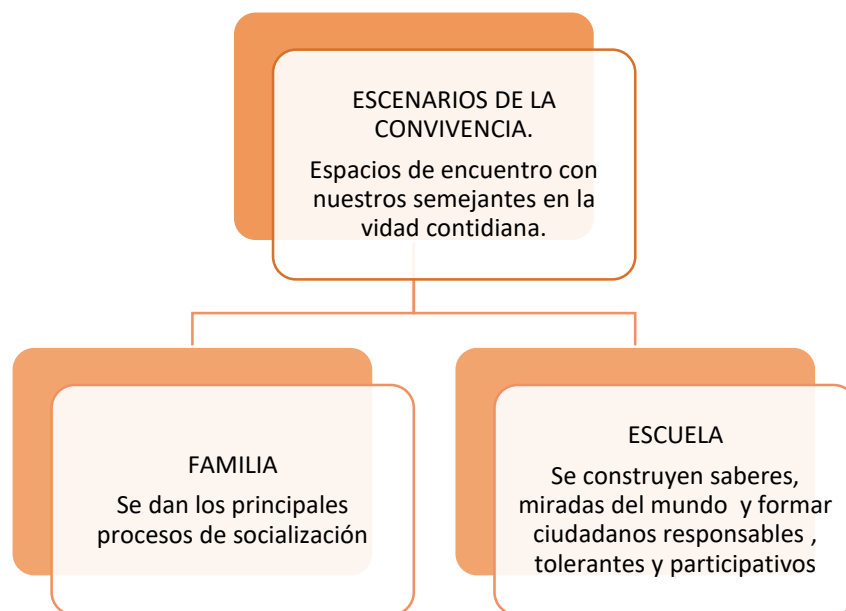 ESCENARIOS DE LA
CONVIVENCIA.
Espacios de encuentro con
nuestros semejantes en la
vidad contidiana.
FAMILIA
Se dan los principales
procesos de socialización
ESCUELA
Se construyen saberes,
miradas del mundo  y formar
ciudadanos responsables ,
tolerantes y participativos